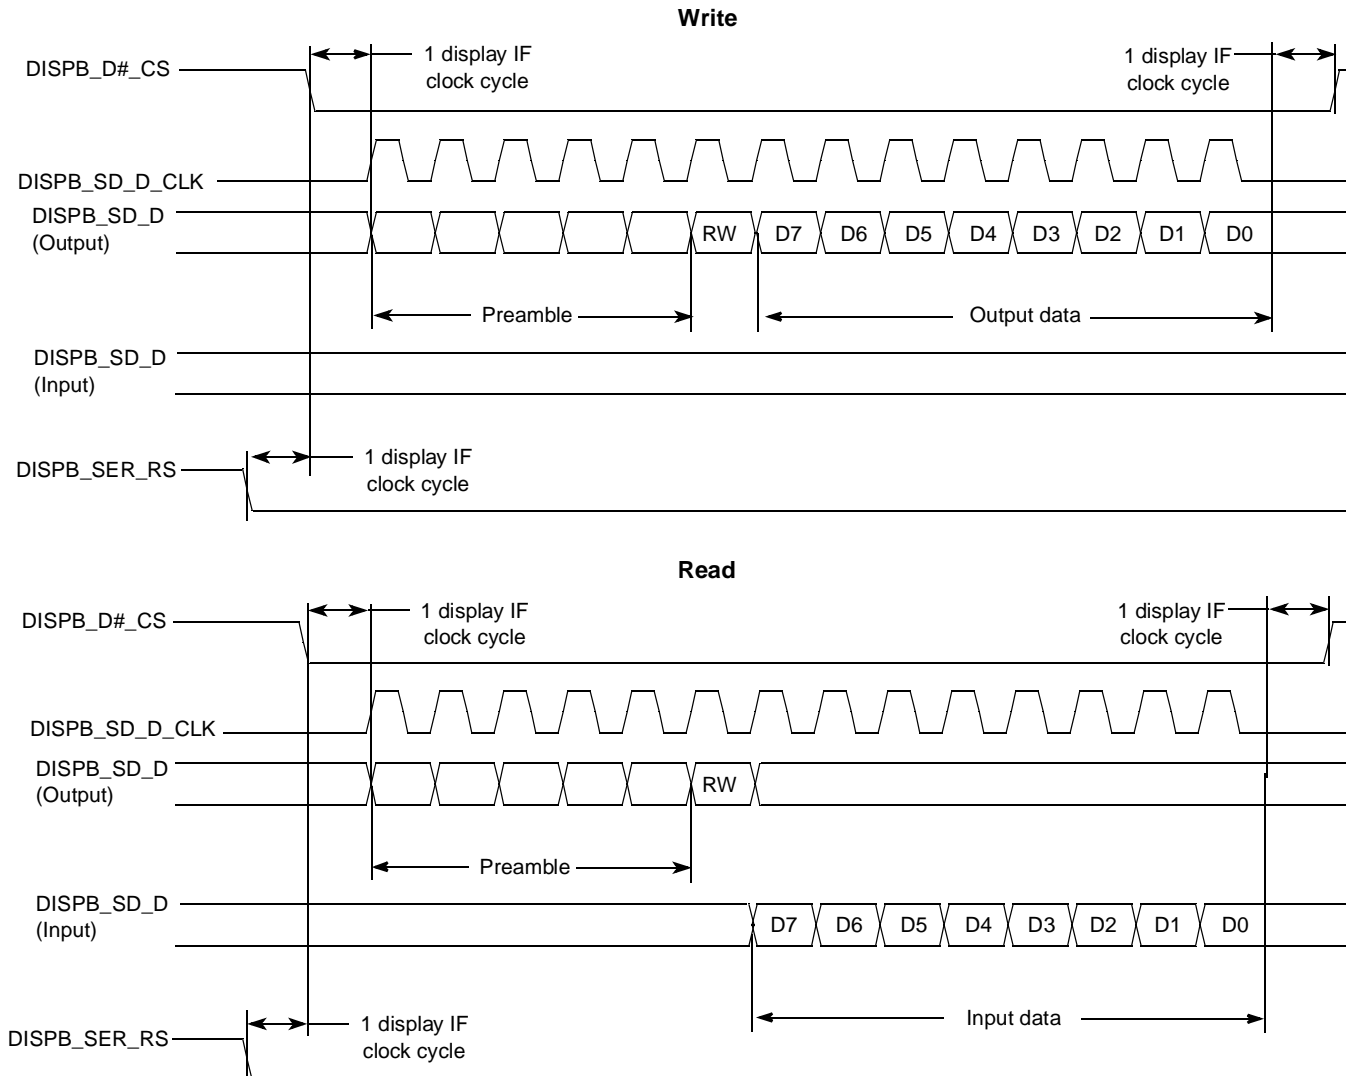 Write
1 display IF
clock cycle
1 display IF
clock cycle
DISPB_D#_CS
DISPB_SD_D_CLK
DISPB_SD_D
(Output)
RW D7 D6 D5 D4 D3 D2 D1 D0
Preamble
Output data
DISPB_SD_D
(Input)
DISPB_SER_RS
1 display IF
clock cycle
Read
1 display IF
clock cycle
1 display IF
clock cycle
DISPB_D#_CS
DISPB_SD_D_CLK
DISPB_SD_D
(Output)
RW
Preamble
DISPB_SD_D
(Input)
D7 D6 D5 D4 D3 D2 D1 D0
Input data
DISPB_SER_RS
1 display IF
clock cycle